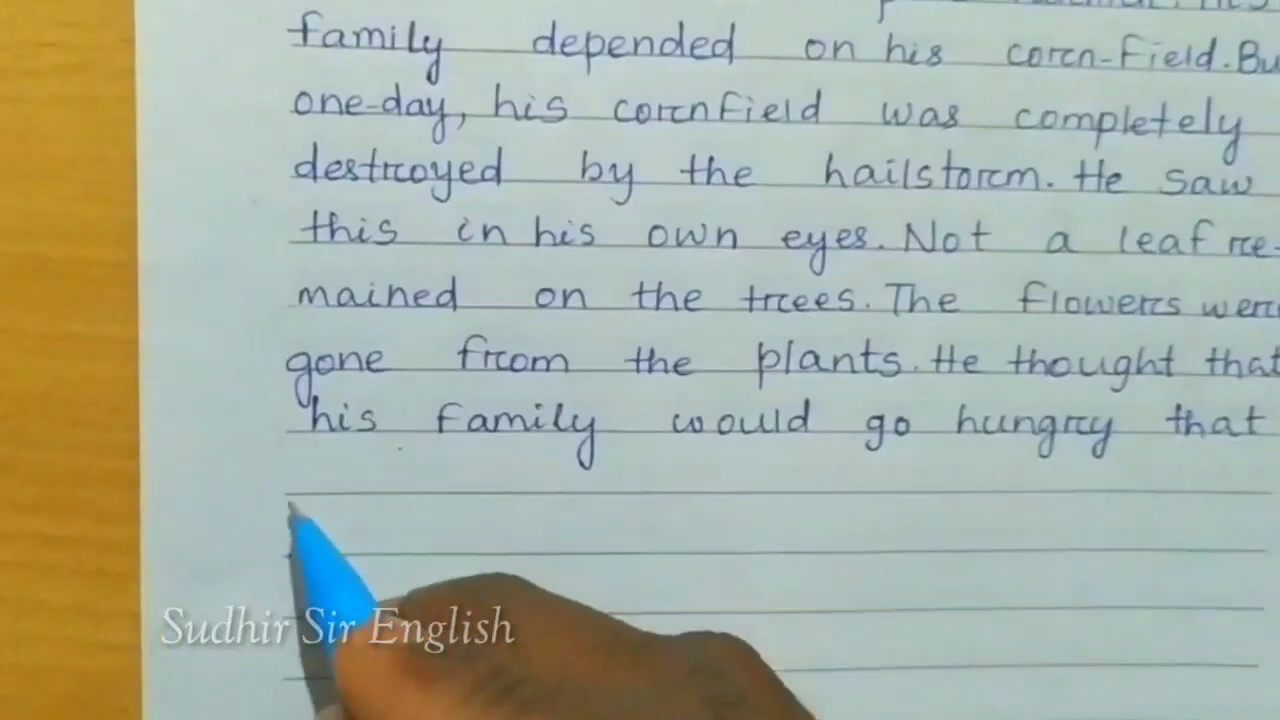 family depended on his corn-field. Bu
one-day, his cornfield was completely
destroyed by the hailstorm. He saw
this in his own eyes. Not a leaf re-
mained on the trees. The flowers were
gone from the plants. He thought that
his family would go hungry that
Sudhir Sir English